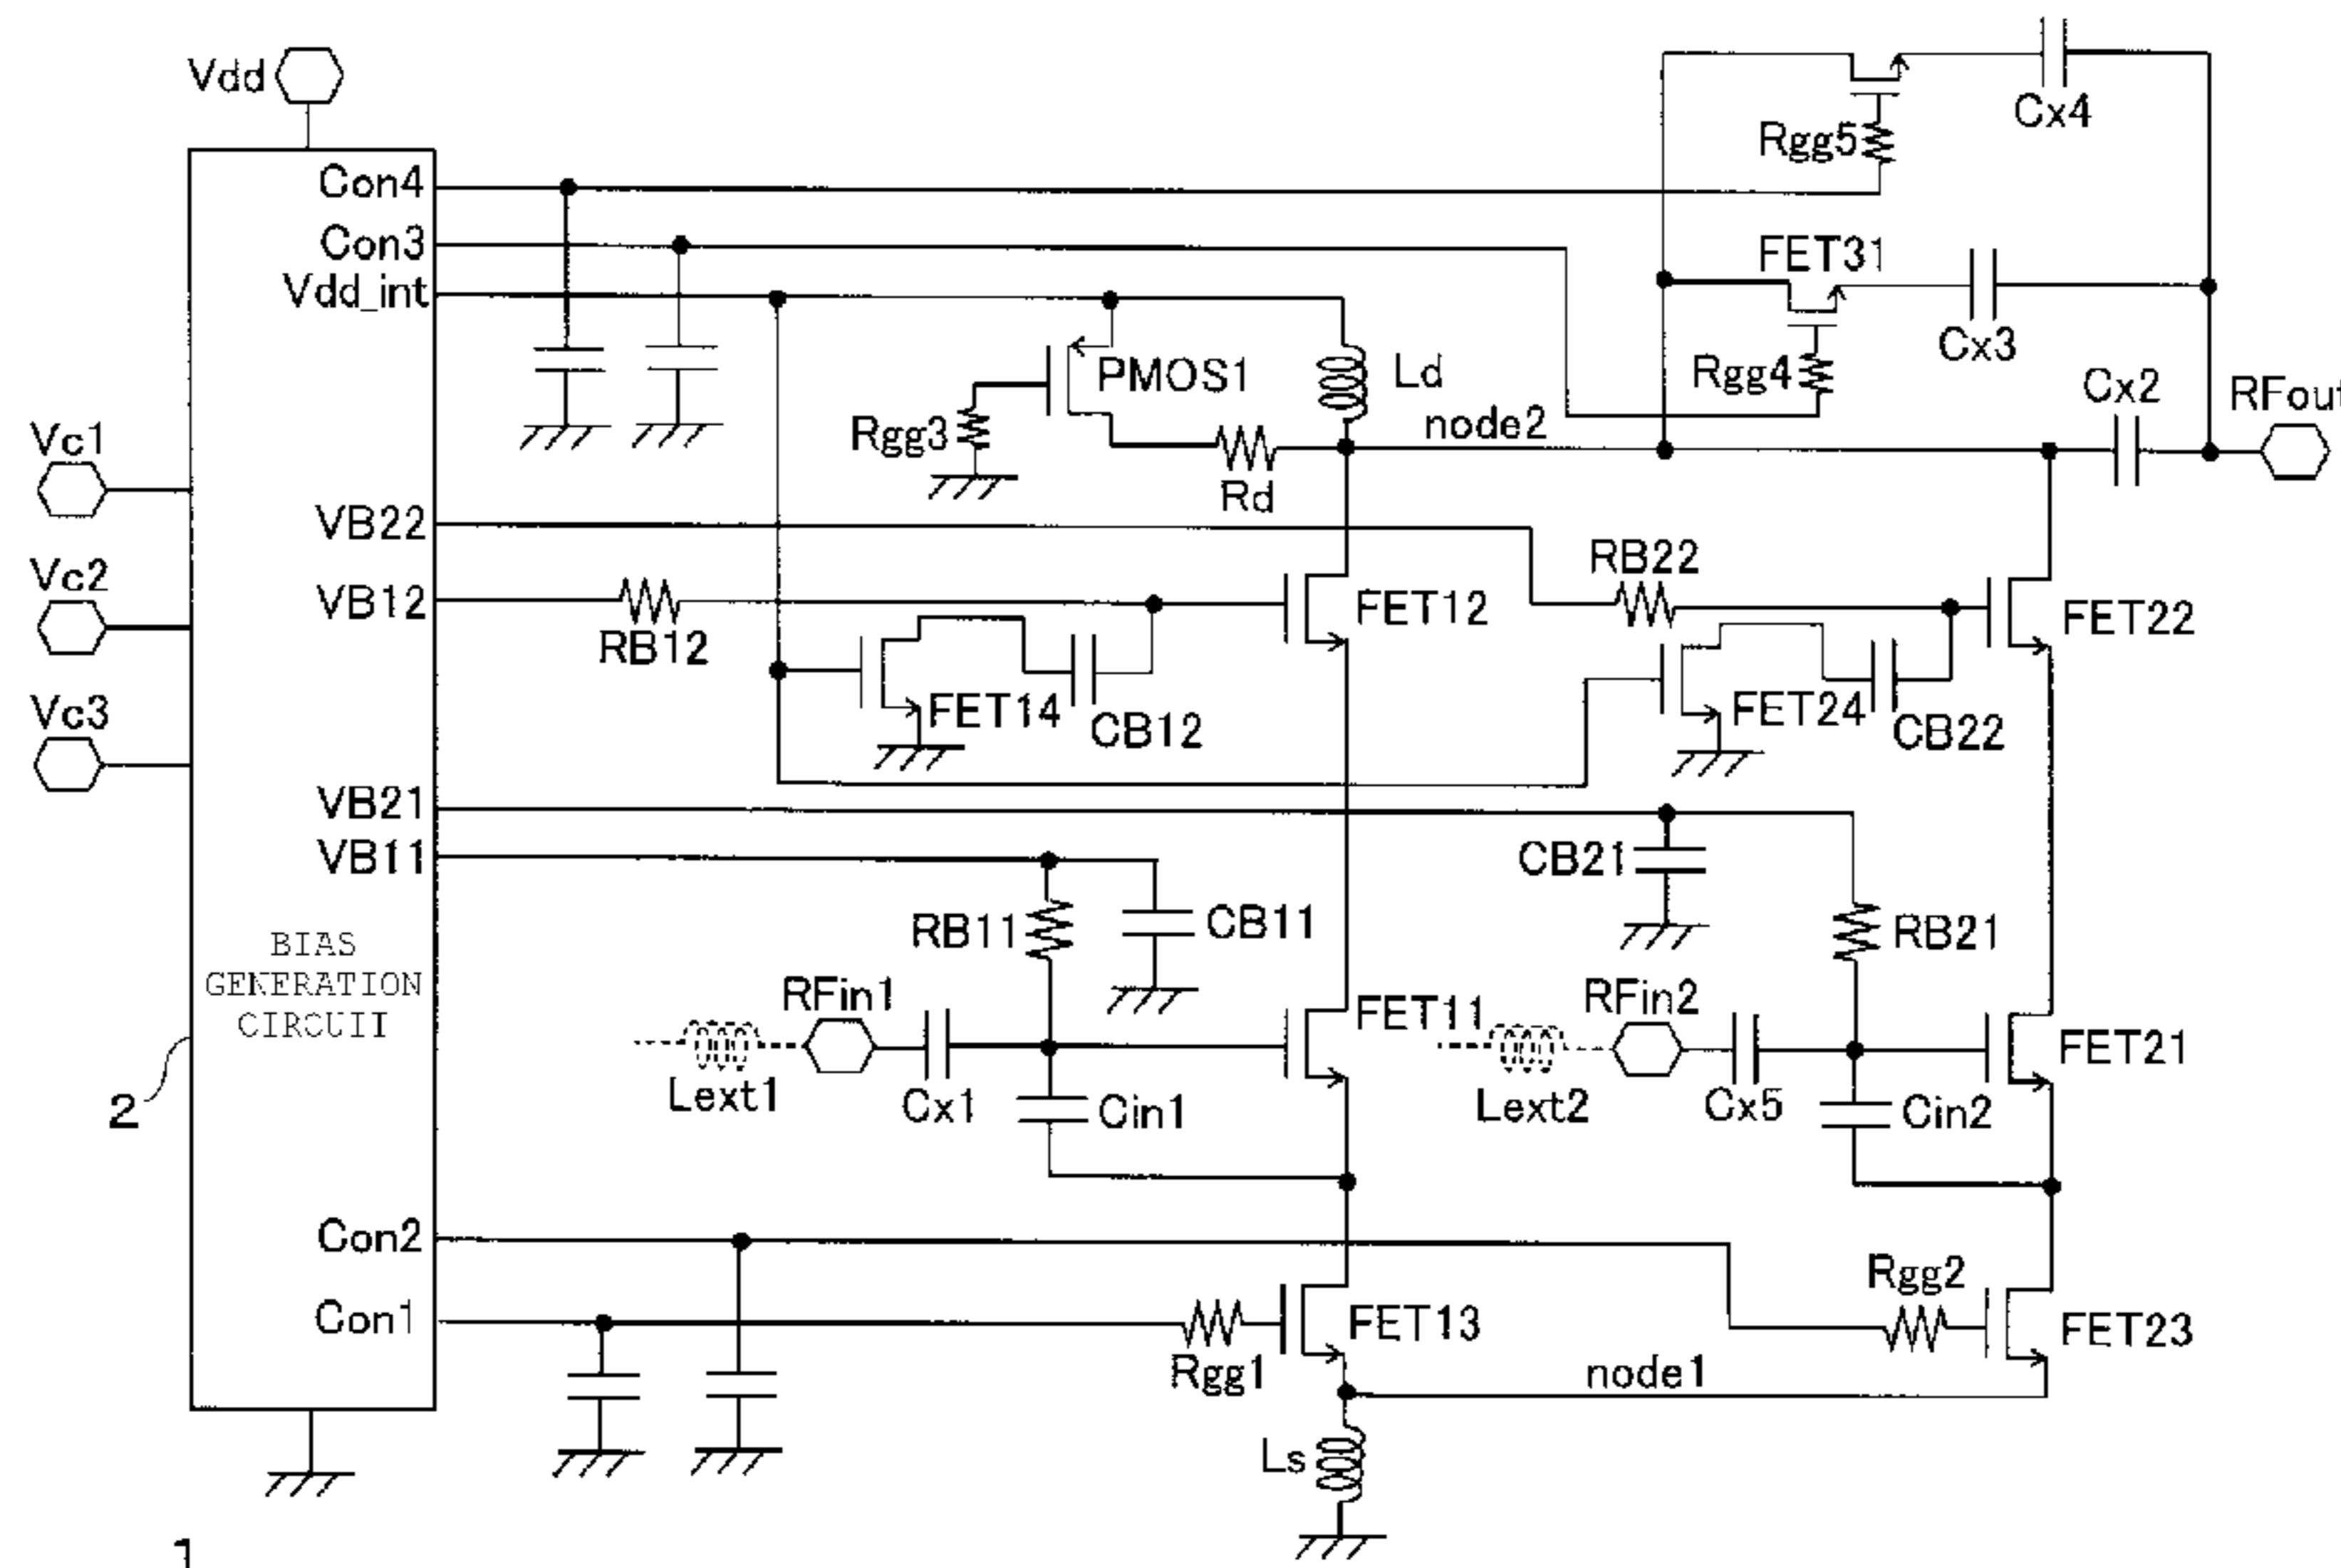 Vdd
Cx4
Rgg5
Con4
Con3
FET31
Vdd_int
Cx3
PMOS1
Ld
Rgg4
Cx2
RFout
Rgg3
node2
Vc1
Rd
VB22
RB22
Vc2
VB12
RB12
FET12
FET22
FET14
CB12
FET24
CB22
Vc3
VB21
VB11
CB21
RB11
CB11
RB21
BIAS
GENERATION
CIRCUIT
RFin1
FET11
RFin2
FET21
2
Lext1
Cx1
Cin1
Lext2
Cx5
Cin2
Con2
Rgg2
Con1
FET13
FET23
Rgg1
node1
Ls
1